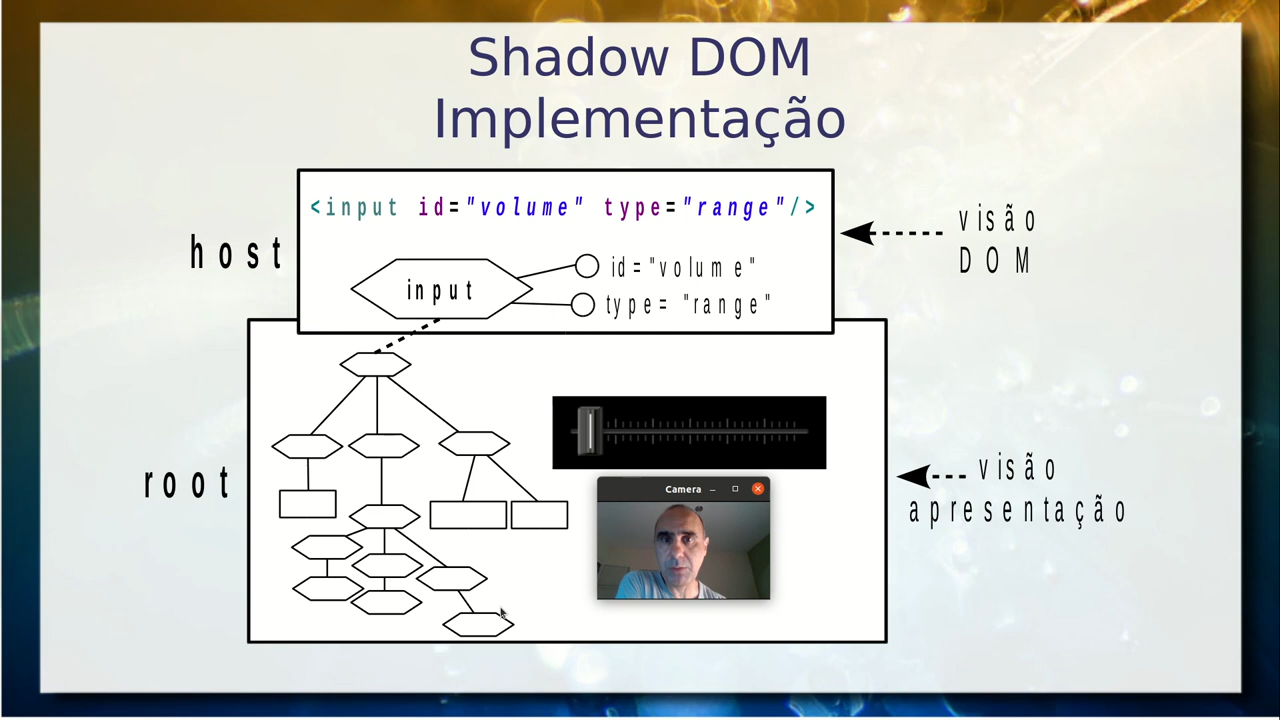 Shadow DOM
Implementação
<input id="volume" type="range"/>
host
input
id="volume"
type= "range"
visão
DOM
root
Camera
visão
apresentação